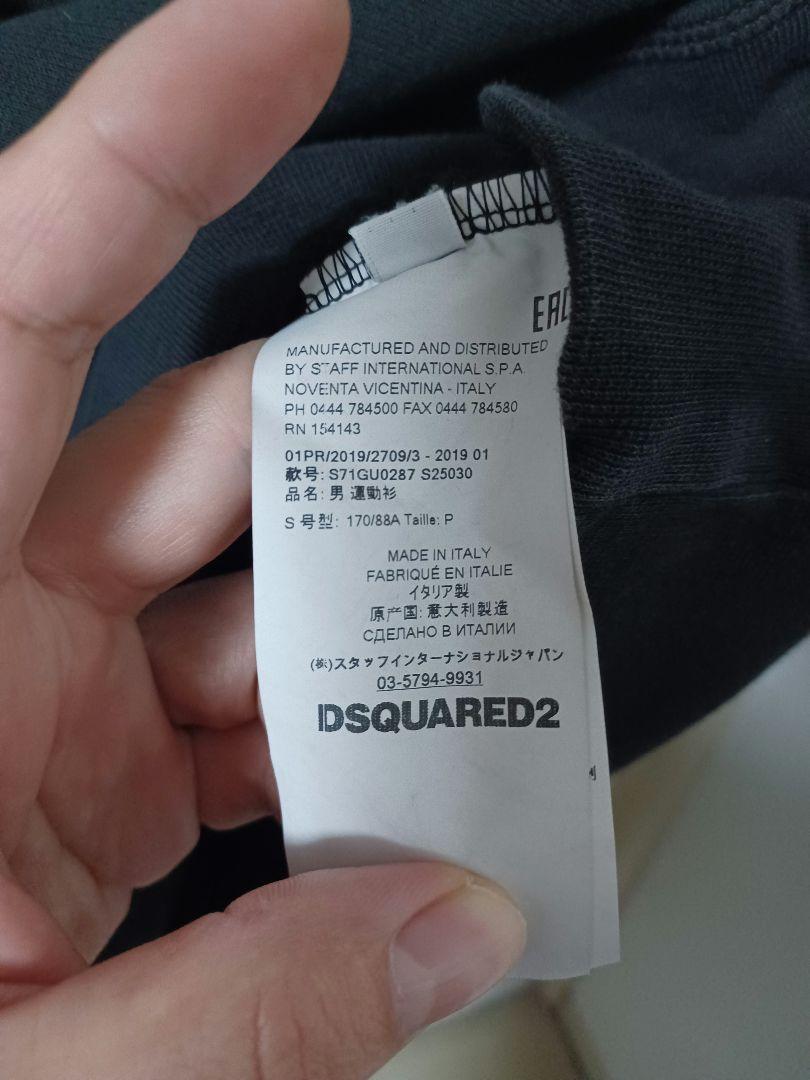 EAC
MANUFACTURED AND DISTRIBUTED
BY STAFF INTERNATIONAL S.P.A.
NOVENTA VICENTINA - ITALY
PH 0444 784500 FAX 0444 784580
RN 154143
01PR/2019/2709/3 - 2019 01
款号: S71GU0287 S25030
品名: 男 運動衫
S 号型: 170/88A Taille: P
MADE IN ITALY
FABRIQUÉ EN ITALIE
イタリア製
原产国: 意大利製造
СДЕЛАНО В ИТАЛИИ
(株)スタッフインターナショナルジャパン
03-5794-9931
DSQUARED2